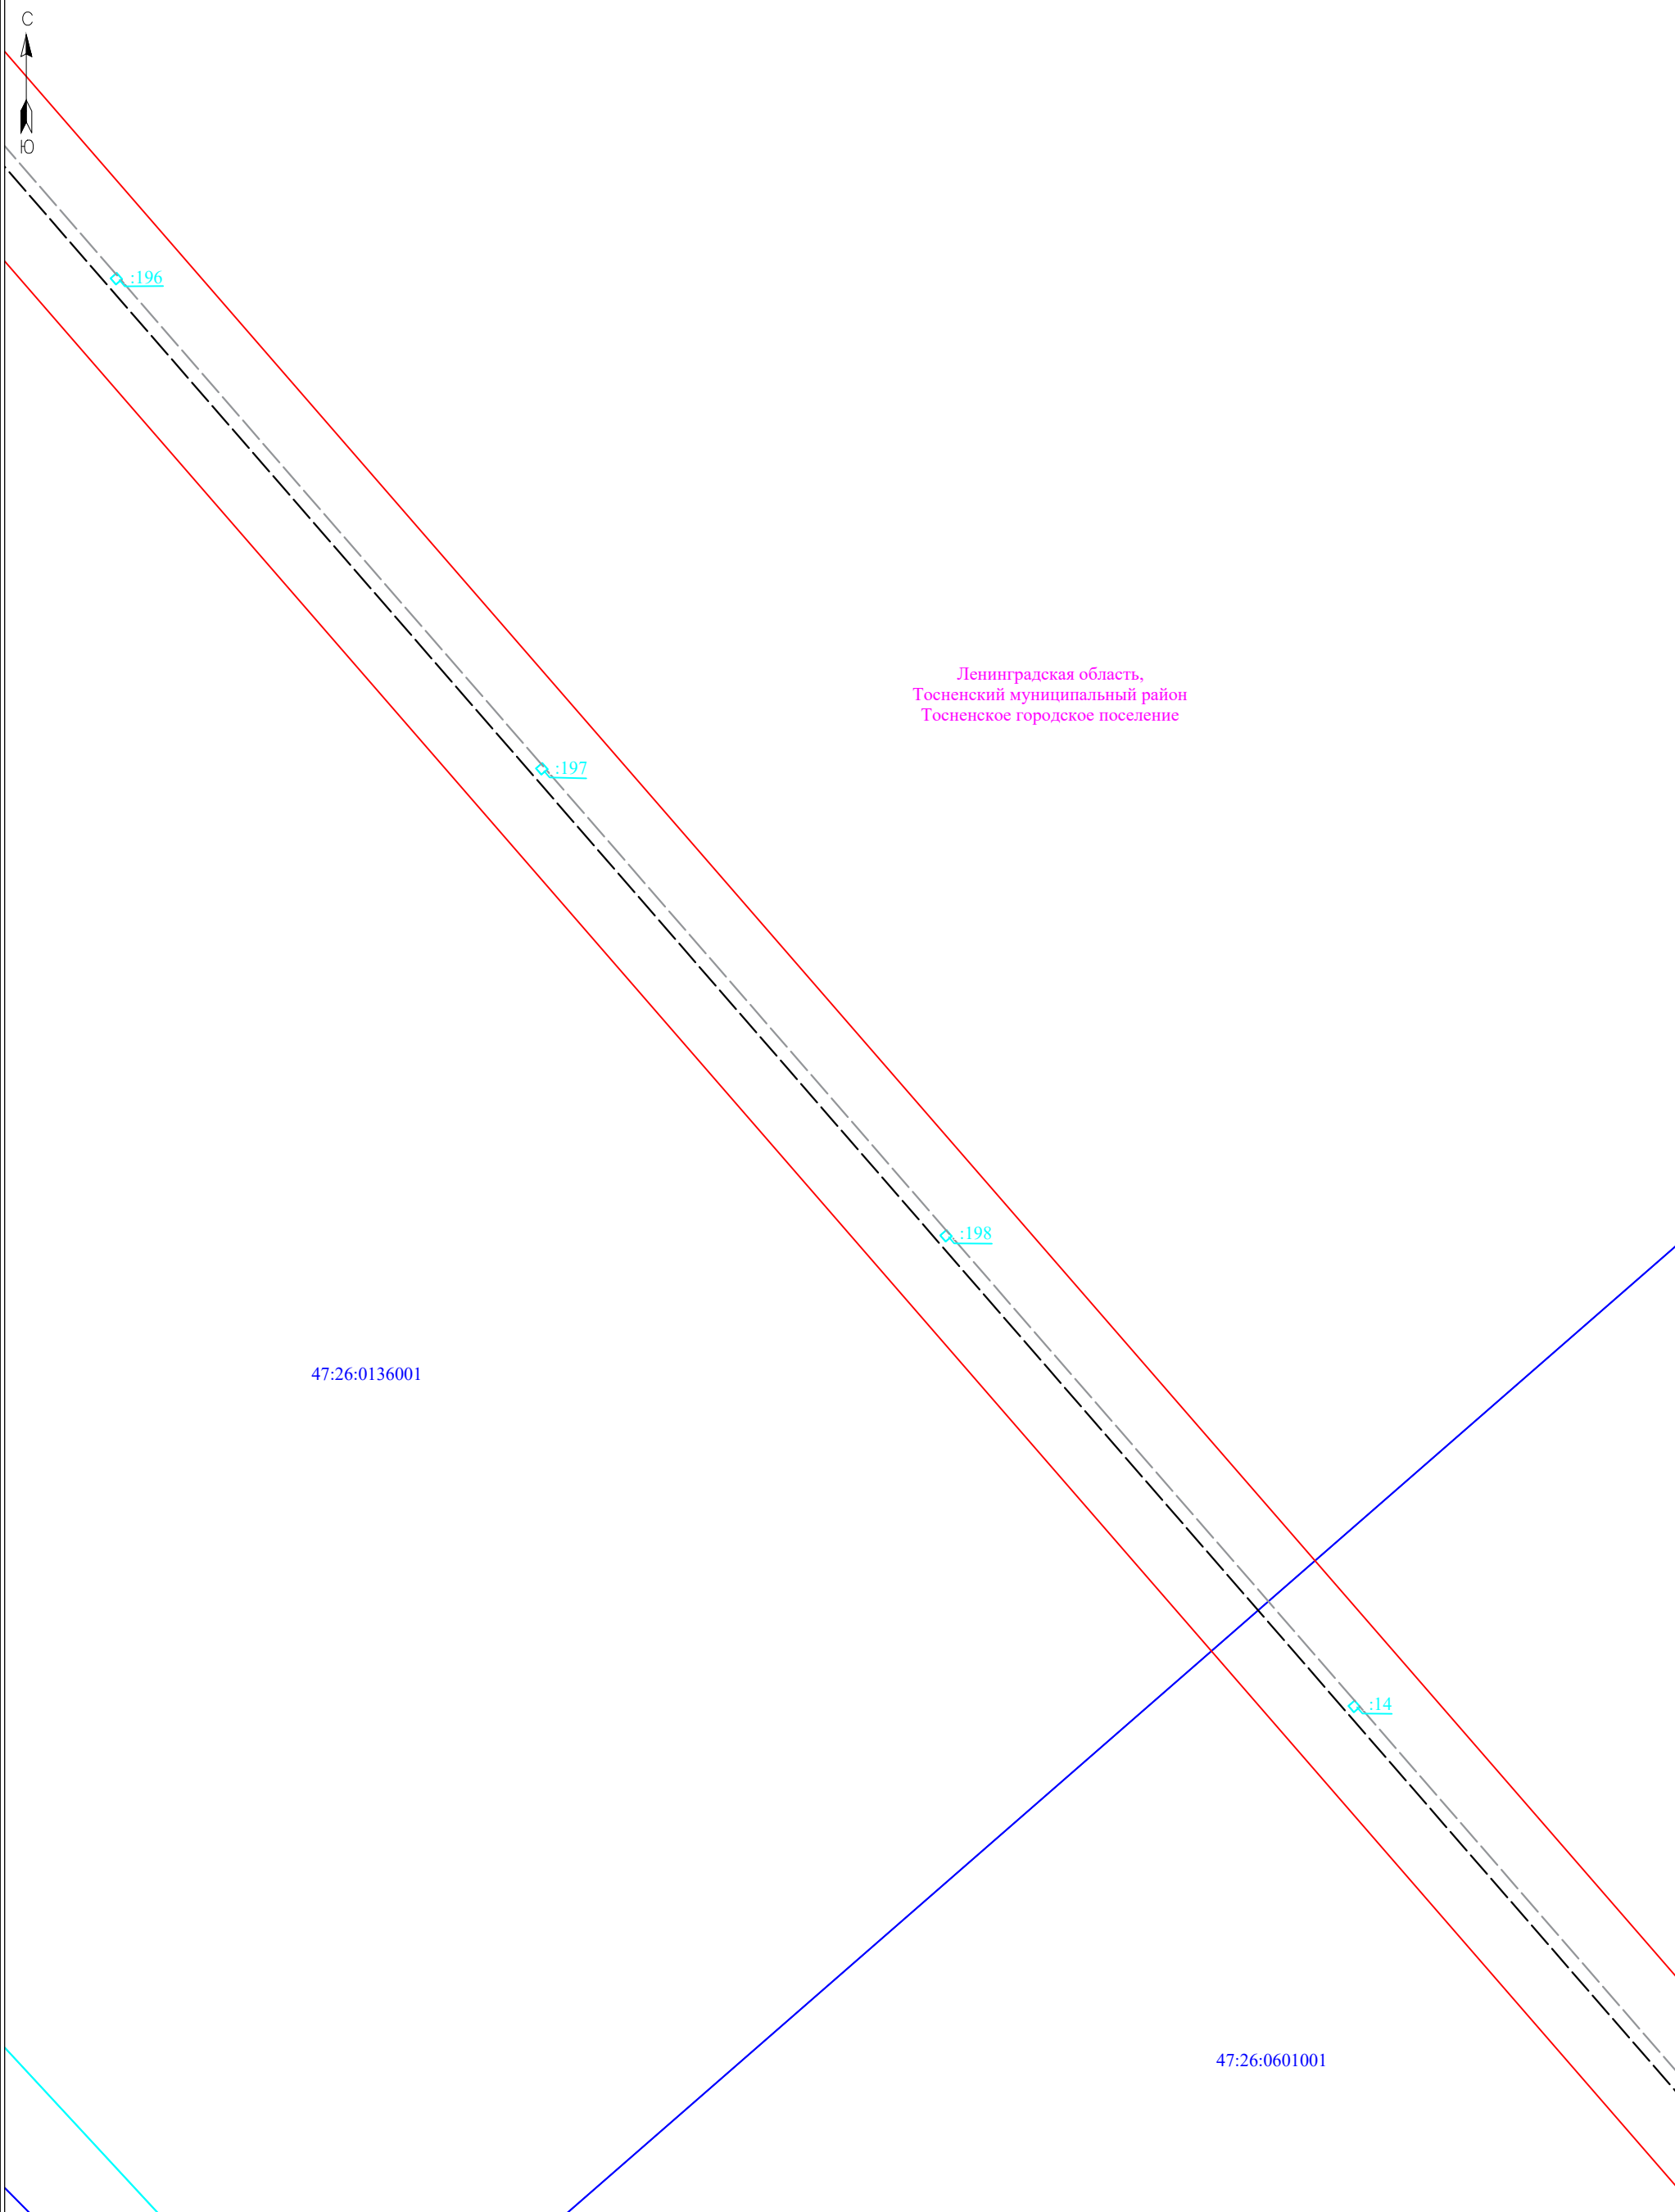 С
Ю
:196
Ленинградская область,
Тосненский муниципальный район
Тосненское городское поселение
:197
:198
47:26:0136001
:14
47:26:0601001